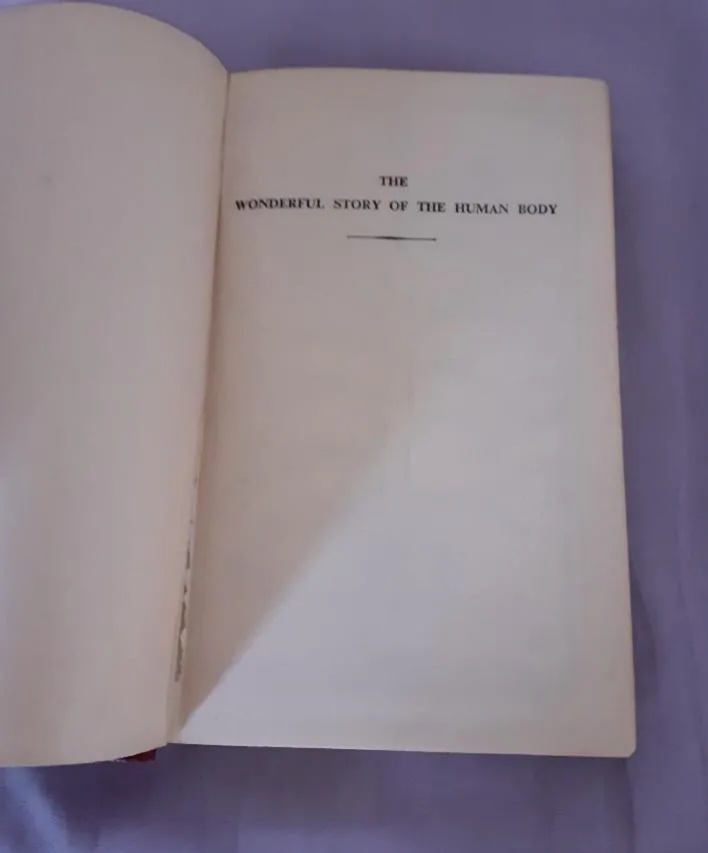 THE
WONDERFUL STORY OF THE HUMAN BODY